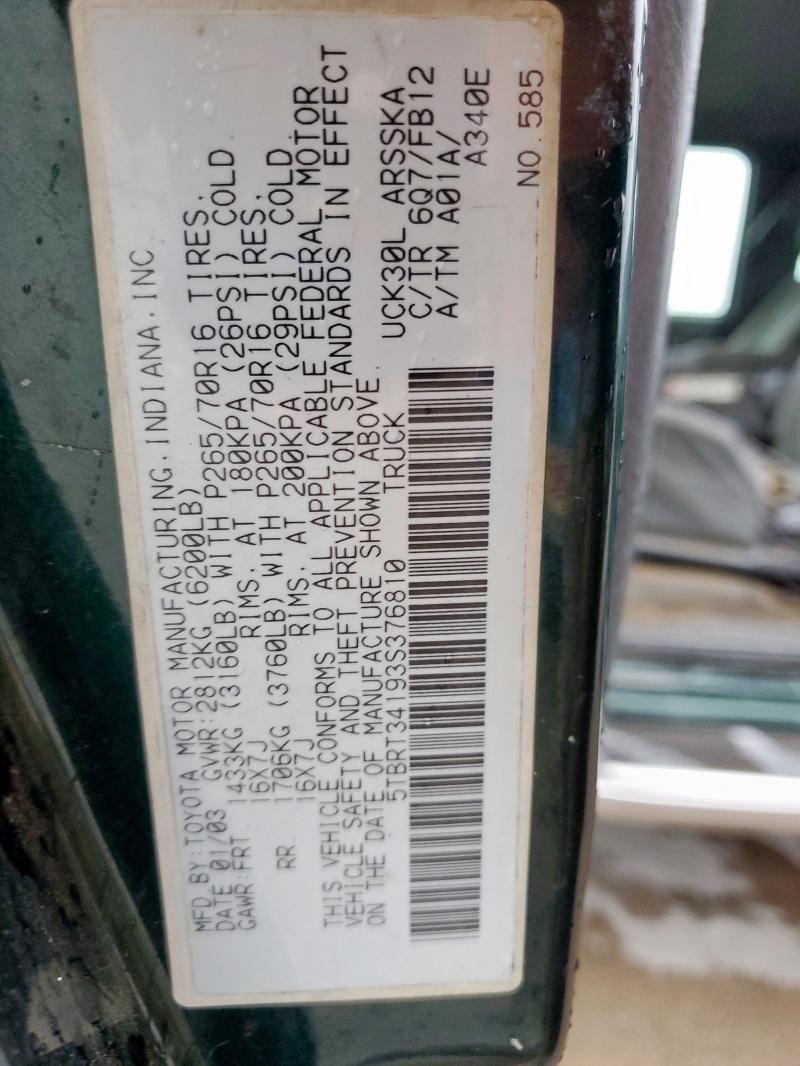 MFD.BY:TOYOTA MOTOR MANUFACTURING,INDIANA,INC.
DATE 01/03 GVWR:2812KG (6200LB)
GAWR:FRT. 1433KG (3160LB) WITH P265/70R16 TIRES,
16X7J RIMS, AT 180KPA (26PSI) COLD
RR. 1706KG (3760LB) WITH P265/70R16 TIRES,
16X7J RIMS, AT 200KPA (29PSI) COLD
THIS VEHICLE CONFORMS TO ALL APPLICABLE FEDERAL MOTOR
VEHICLE SAFETY AND THEFT PREVENTION STANDARDS IN EFFECT
ON THE DATE OF MANUFACTURE SHOWN ABOVE.
5TBRT34193S376810 TRUCK
UCK30L ARSSKA
C/TR 6Q7/FB12
A/TM A01A/
A340E
NO. 585